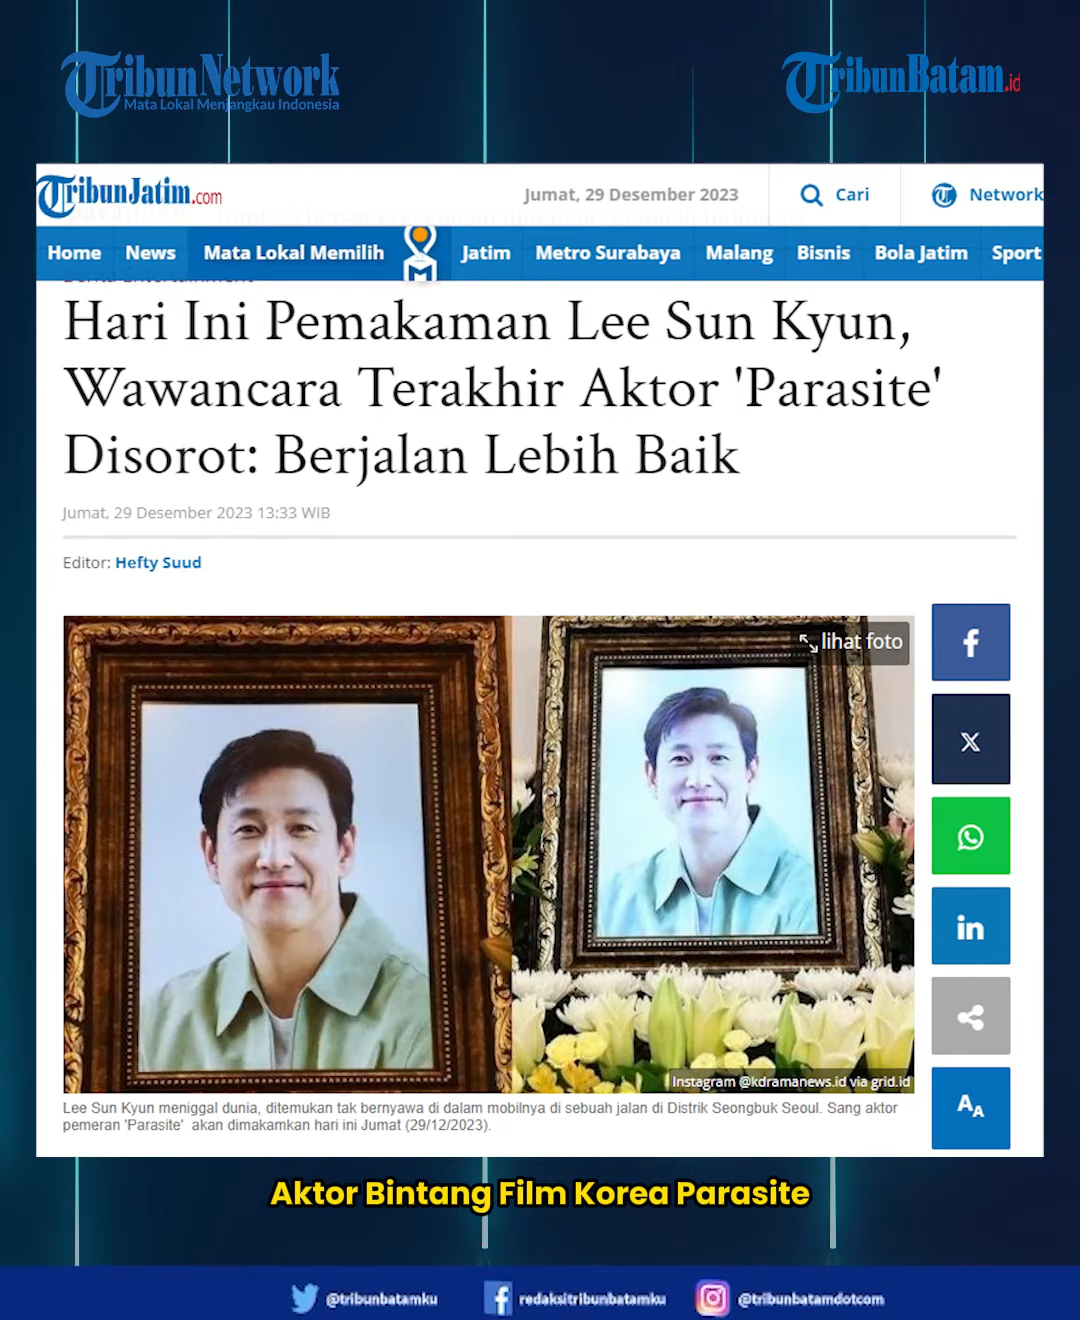 TribunNetwork
Mata Lokal Menjangkau Indonesia
TribunBatam.id
TribunJatim.com
Jumat, 29 Desember 2023
Cari
Network
Home News Mata Lokal Memilih M Jatim Metro Surabaya Malang Bisnis Bola Jatim Sport
Hari Ini Pemakaman Lee Sun Kyun,
Wawancara Terakhir Aktor 'Parasite'
Disorot: Berjalan Lebih Baik
Jumat, 29 Desember 2023 13:33 WIB
Editor: Hefty Suud
lihat foto
Instagram @kdramanews.id via grid.id
Lee Sun Kyun meniggal dunia, ditemukan tak bernyawa di dalam mobilnya di sebuah jalan di Distrik Seongbuk Seoul. Sang aktor
pemeran 'Parasite' akan dimakamkan hari ini Jumat (29/12/2023).
AA
Aktor Bintang Film Korea Parasite
@tribunbatamku
redaksitribunbatamku
@tribunbatamdotcom